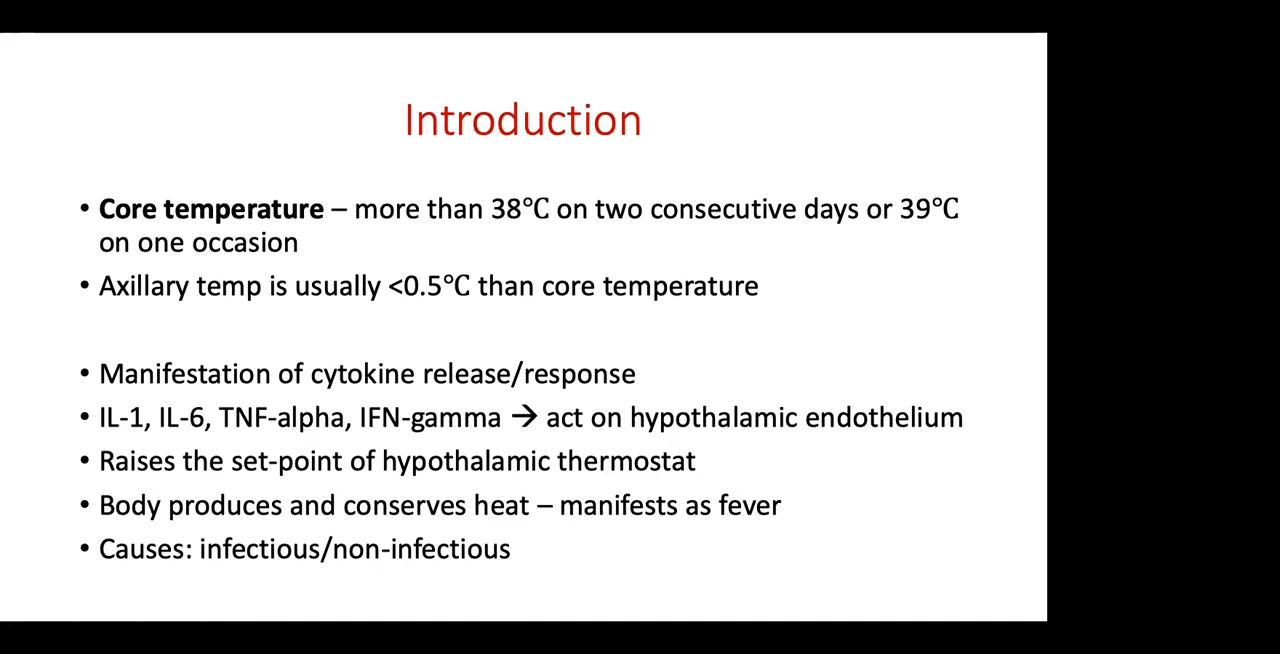 Introduction
• Core temperature – more than 38℃ on two consecutive days or 39℃
on one occasion
• Axillary temp is usually <0.5℃ than core temperature
• Manifestation of cytokine release/response
• IL-1, IL-6, TNF-alpha, IFN-gamma → act on hypothalamic endothelium
• Raises the set-point of hypothalamic thermostat
• Body produces and conserves heat – manifests as fever
• Causes: infectious/non-infectious